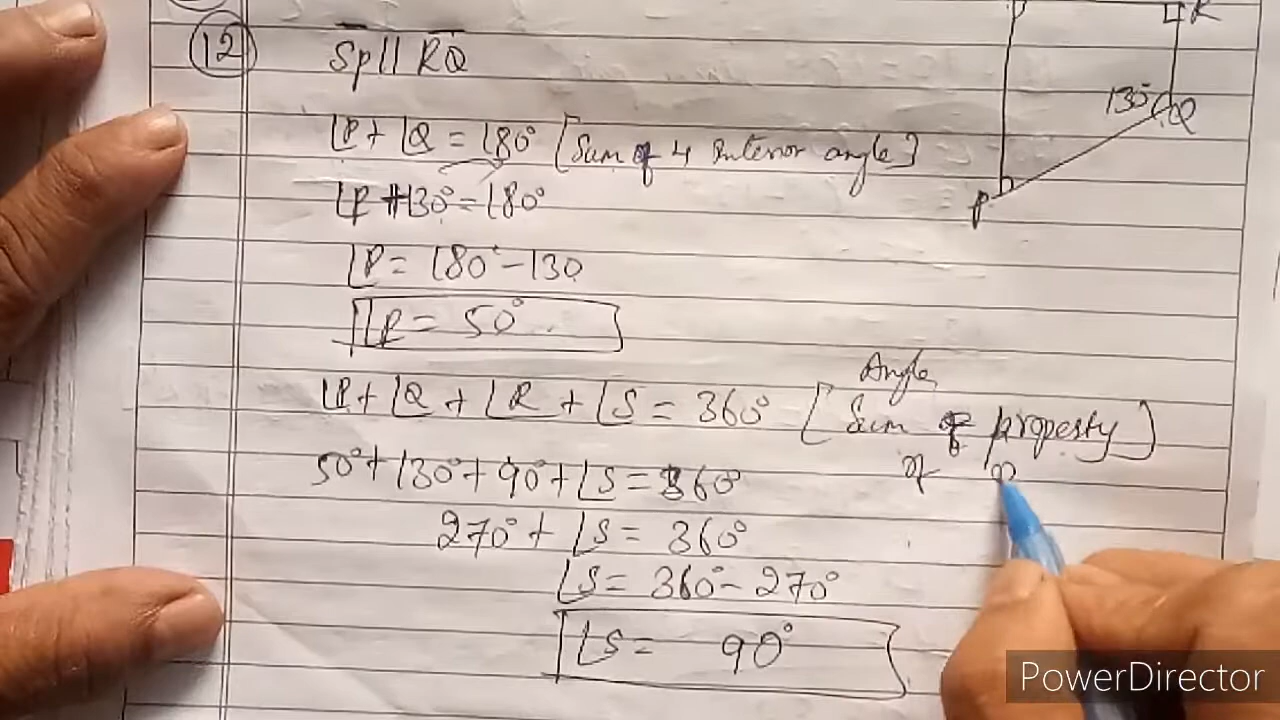 12 SP || RQ
∠P + ∠Q = 180° [Sum of 4 Interior angle]
∠P + 130° = 180°
∠P = 180° - 130
∠P = 50°
∠P + ∠Q + ∠R + ∠S = 360° [Angle Sum of property]
of
50° + 130° + 90° + ∠S = 360°
270° + ∠S = 360°
∠S = 360° - 270°
∠S = 90°
R
130° Q
P
PowerDirector